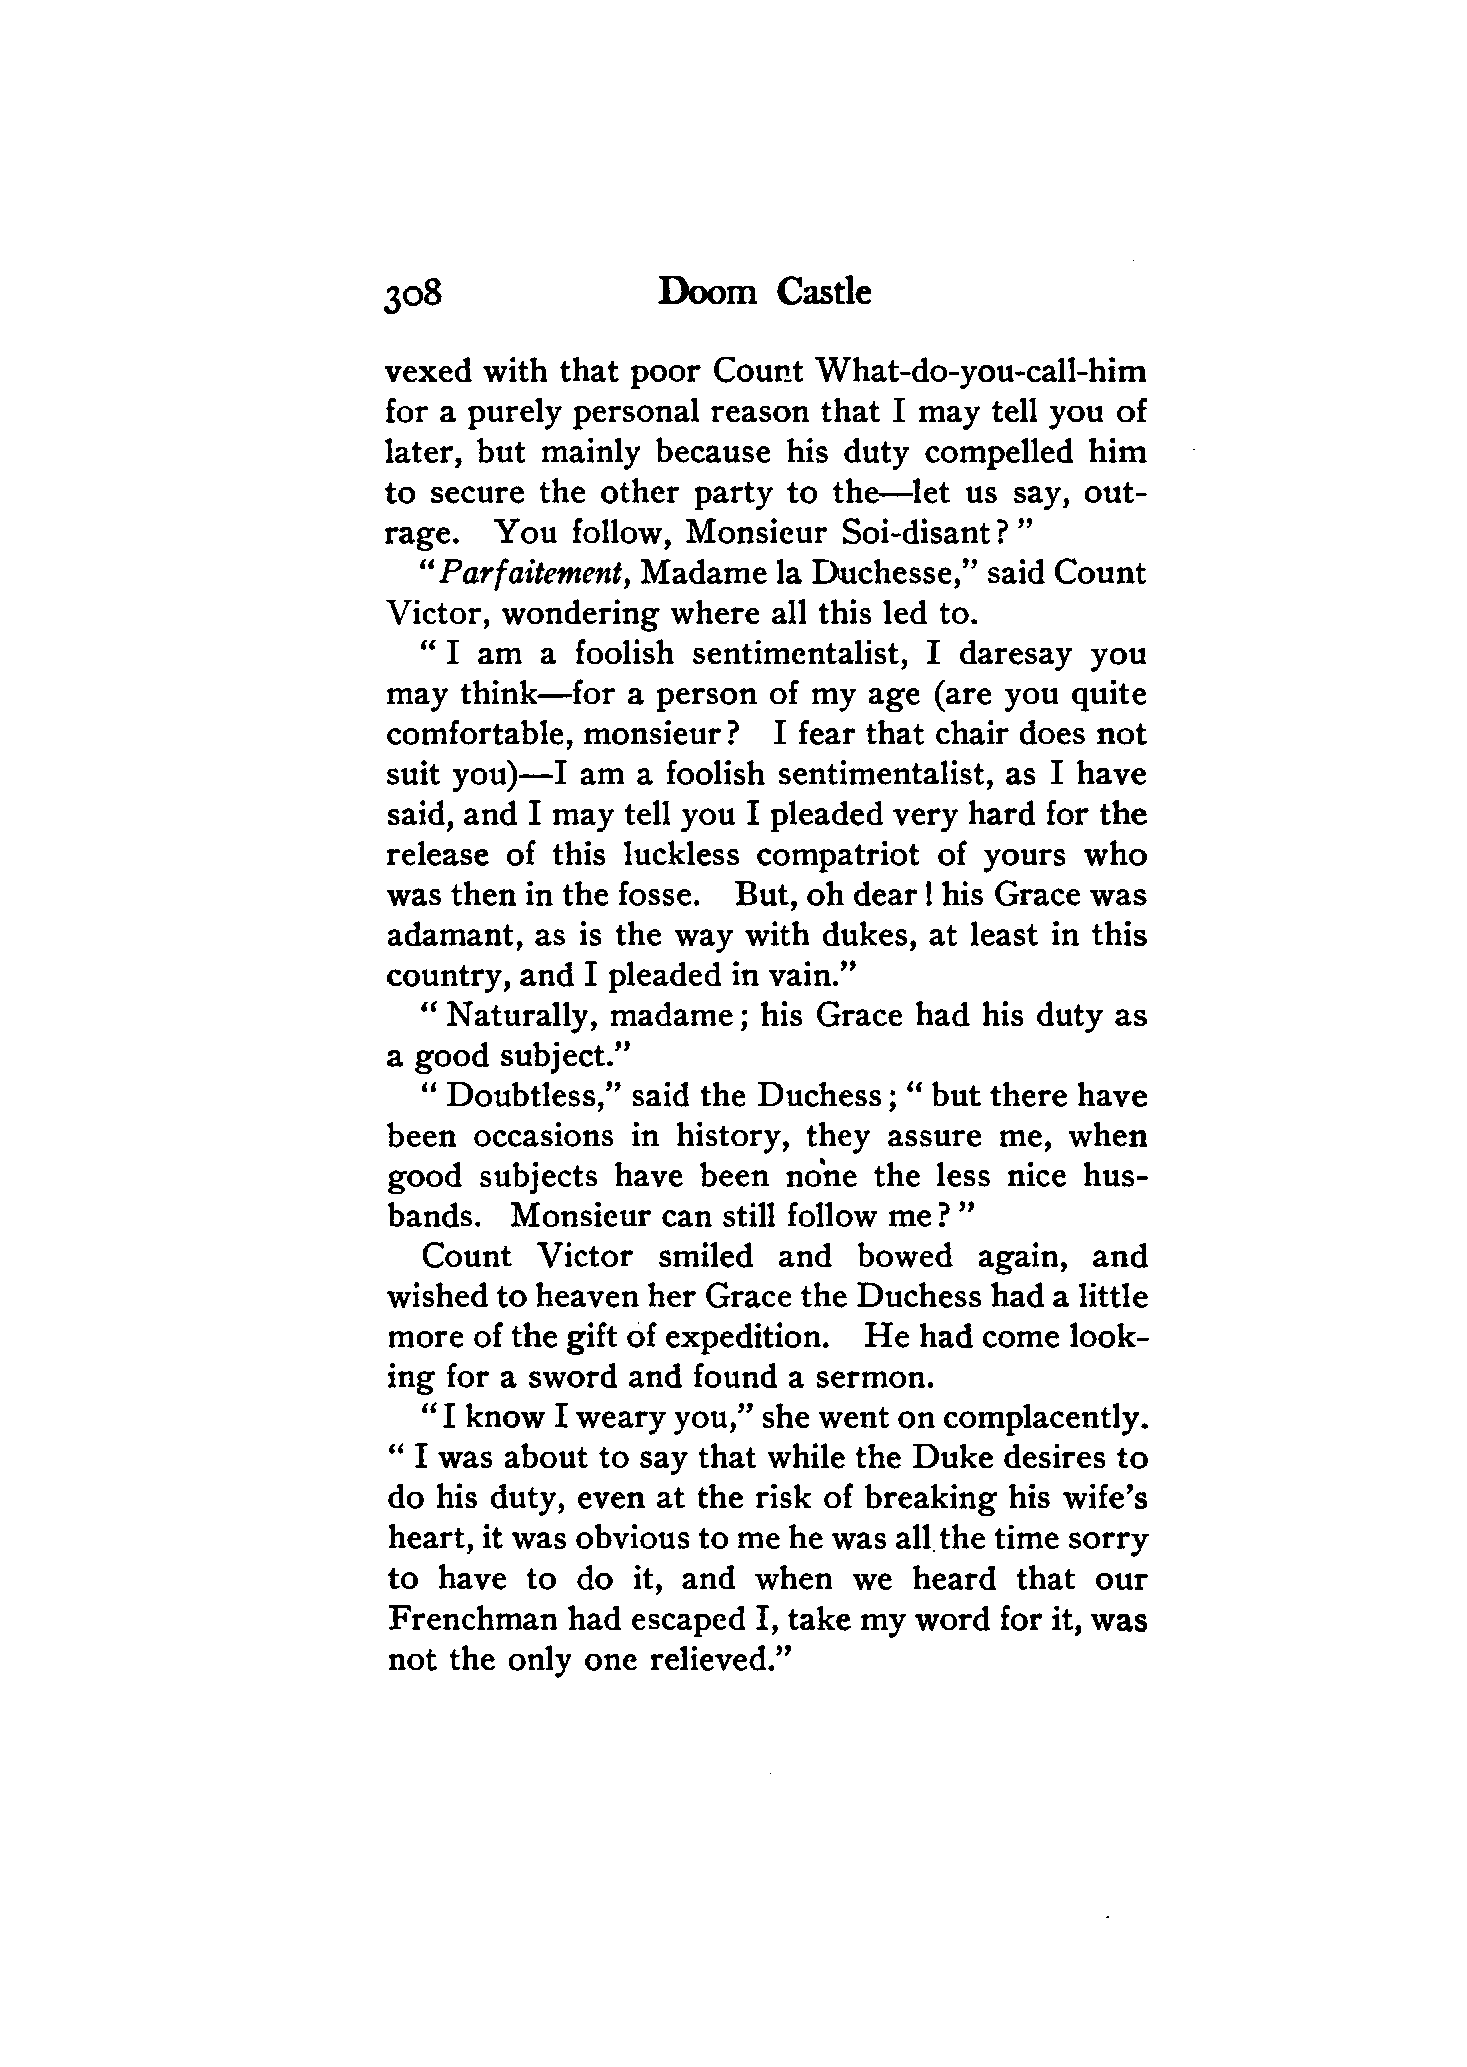 308 Doom Castle
vexed with that poor Count What-do-you-call-him
for a purely personal reason that I may tell you of
later, but mainly because his duty compelled him
to secure the other party to the—let us say, out-
rage. You follow, Monsieur Soi-disant?”
“Parfaitement, Madame la Duchesse,” said Count
Victor, wondering where all this led to.
“I am a foolish sentimentalist, I daresay you
may think—for a person of my age (are you quite
comfortable, monsieur? I fear that chair does not
suit you)—I am a foolish sentimentalist, as I have
said, and I may tell you I pleaded very hard for the
release of this luckless compatriot of yours who
was then in the fosse. But, oh dear! his Grace was
adamant, as is the way with dukes, at least in this
country, and I pleaded in vain.”
“Naturally, madame; his Grace had his duty as
a good subject.”
“Doubtless,” said the Duchess; “but there have
been occasions in history, they assure me, when
good subjects have been none the less nice hus-
bands. Monsieur can still follow me?”
Count Victor smiled and bowed again, and
wished to heaven her Grace the Duchess had a little
more of the gift of expedition. He had come look-
ing for a sword and found a sermon.
“I know I weary you,” she went on complacently.
“I was about to say that while the Duke desires to
do his duty, even at the risk of breaking his wife’s
heart, it was obvious to me he was all the time sorry
to have to do it, and when we heard that our
Frenchman had escaped I, take my word for it, was
not the only one relieved.”